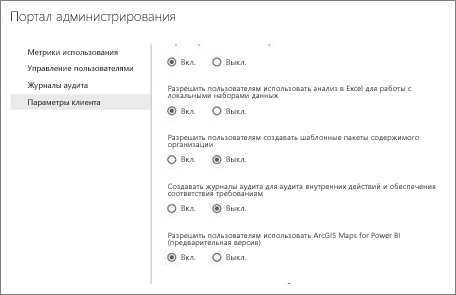 Портал администрирования
Метрики использования
Управление пользователями
Журналы аудита
Параметры клиента
Вкл. Выкл.
Разрешить пользователям использовать анализ в Excel для работы с
локальными наборами данных
Вкл. Выкл.
Разрешить пользователям создавать шаблонные пакеты содержимого
организации
Вкл. Выкл.
Создавать журналы аудита для аудита внутренних действий и обеспечения
соответствия требованиям
Вкл. Выкл.
Разрешить пользователям использовать ArcGIS Maps for Power BI
(предварительная версия)
Вкл. Выкл.